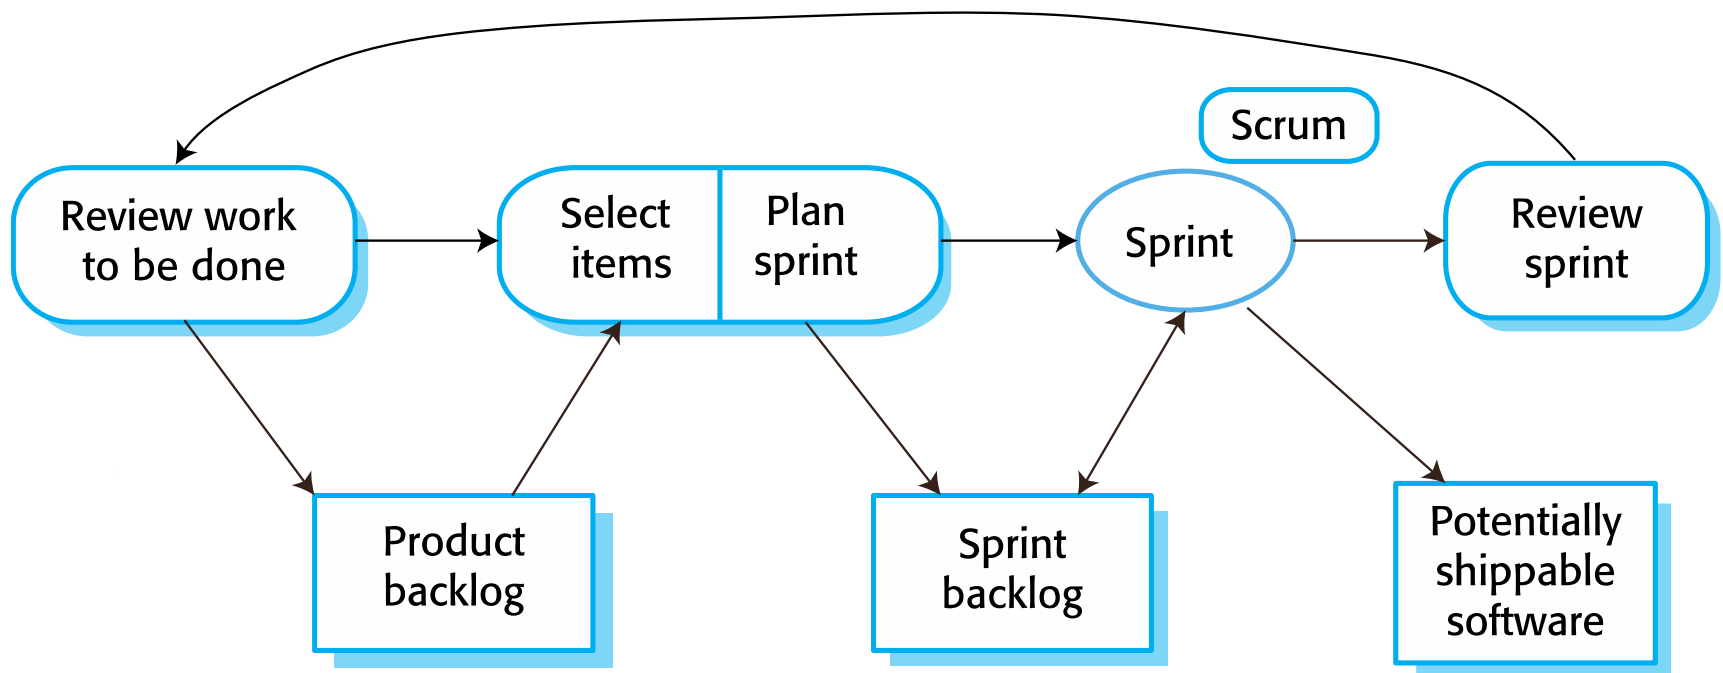 Scrum
Review work
to be done
Select
items
Plan
sprint
Sprint
Review
sprint
Product
backlog
Sprint
backlog
Potentially
shippable
software